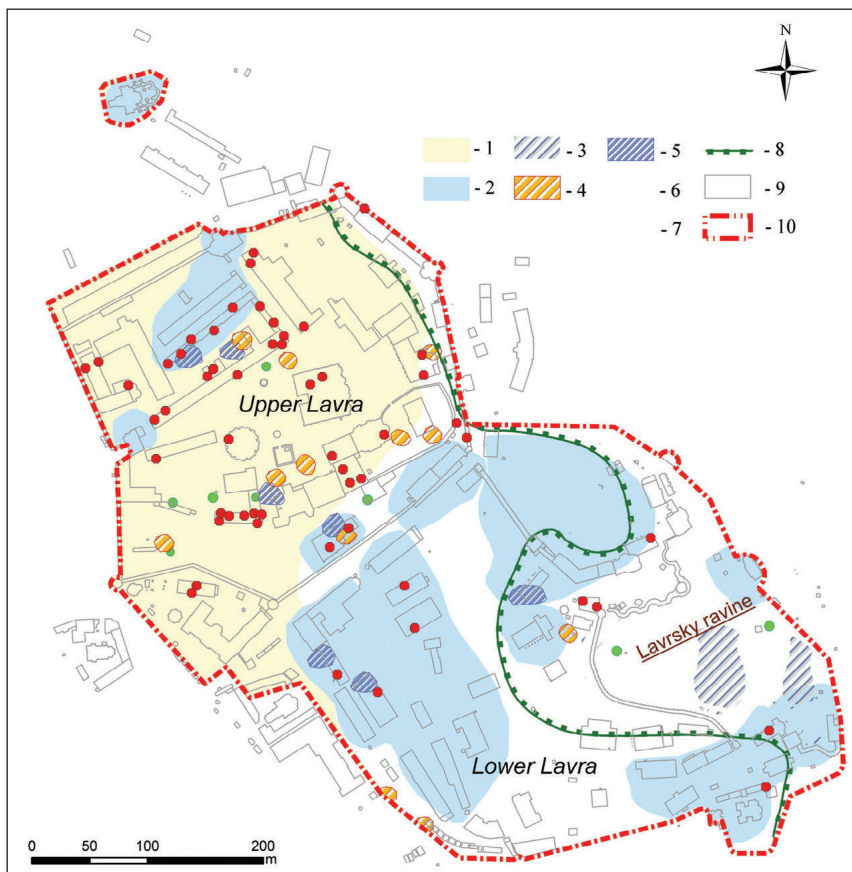 N
- 1 - 3 - 5 - 8
- 2 - 4 - 6 - 9
- 7 - 10
Upper Lavra
Lavrsky ravine
Lower Lavra
0 50 100 200
m